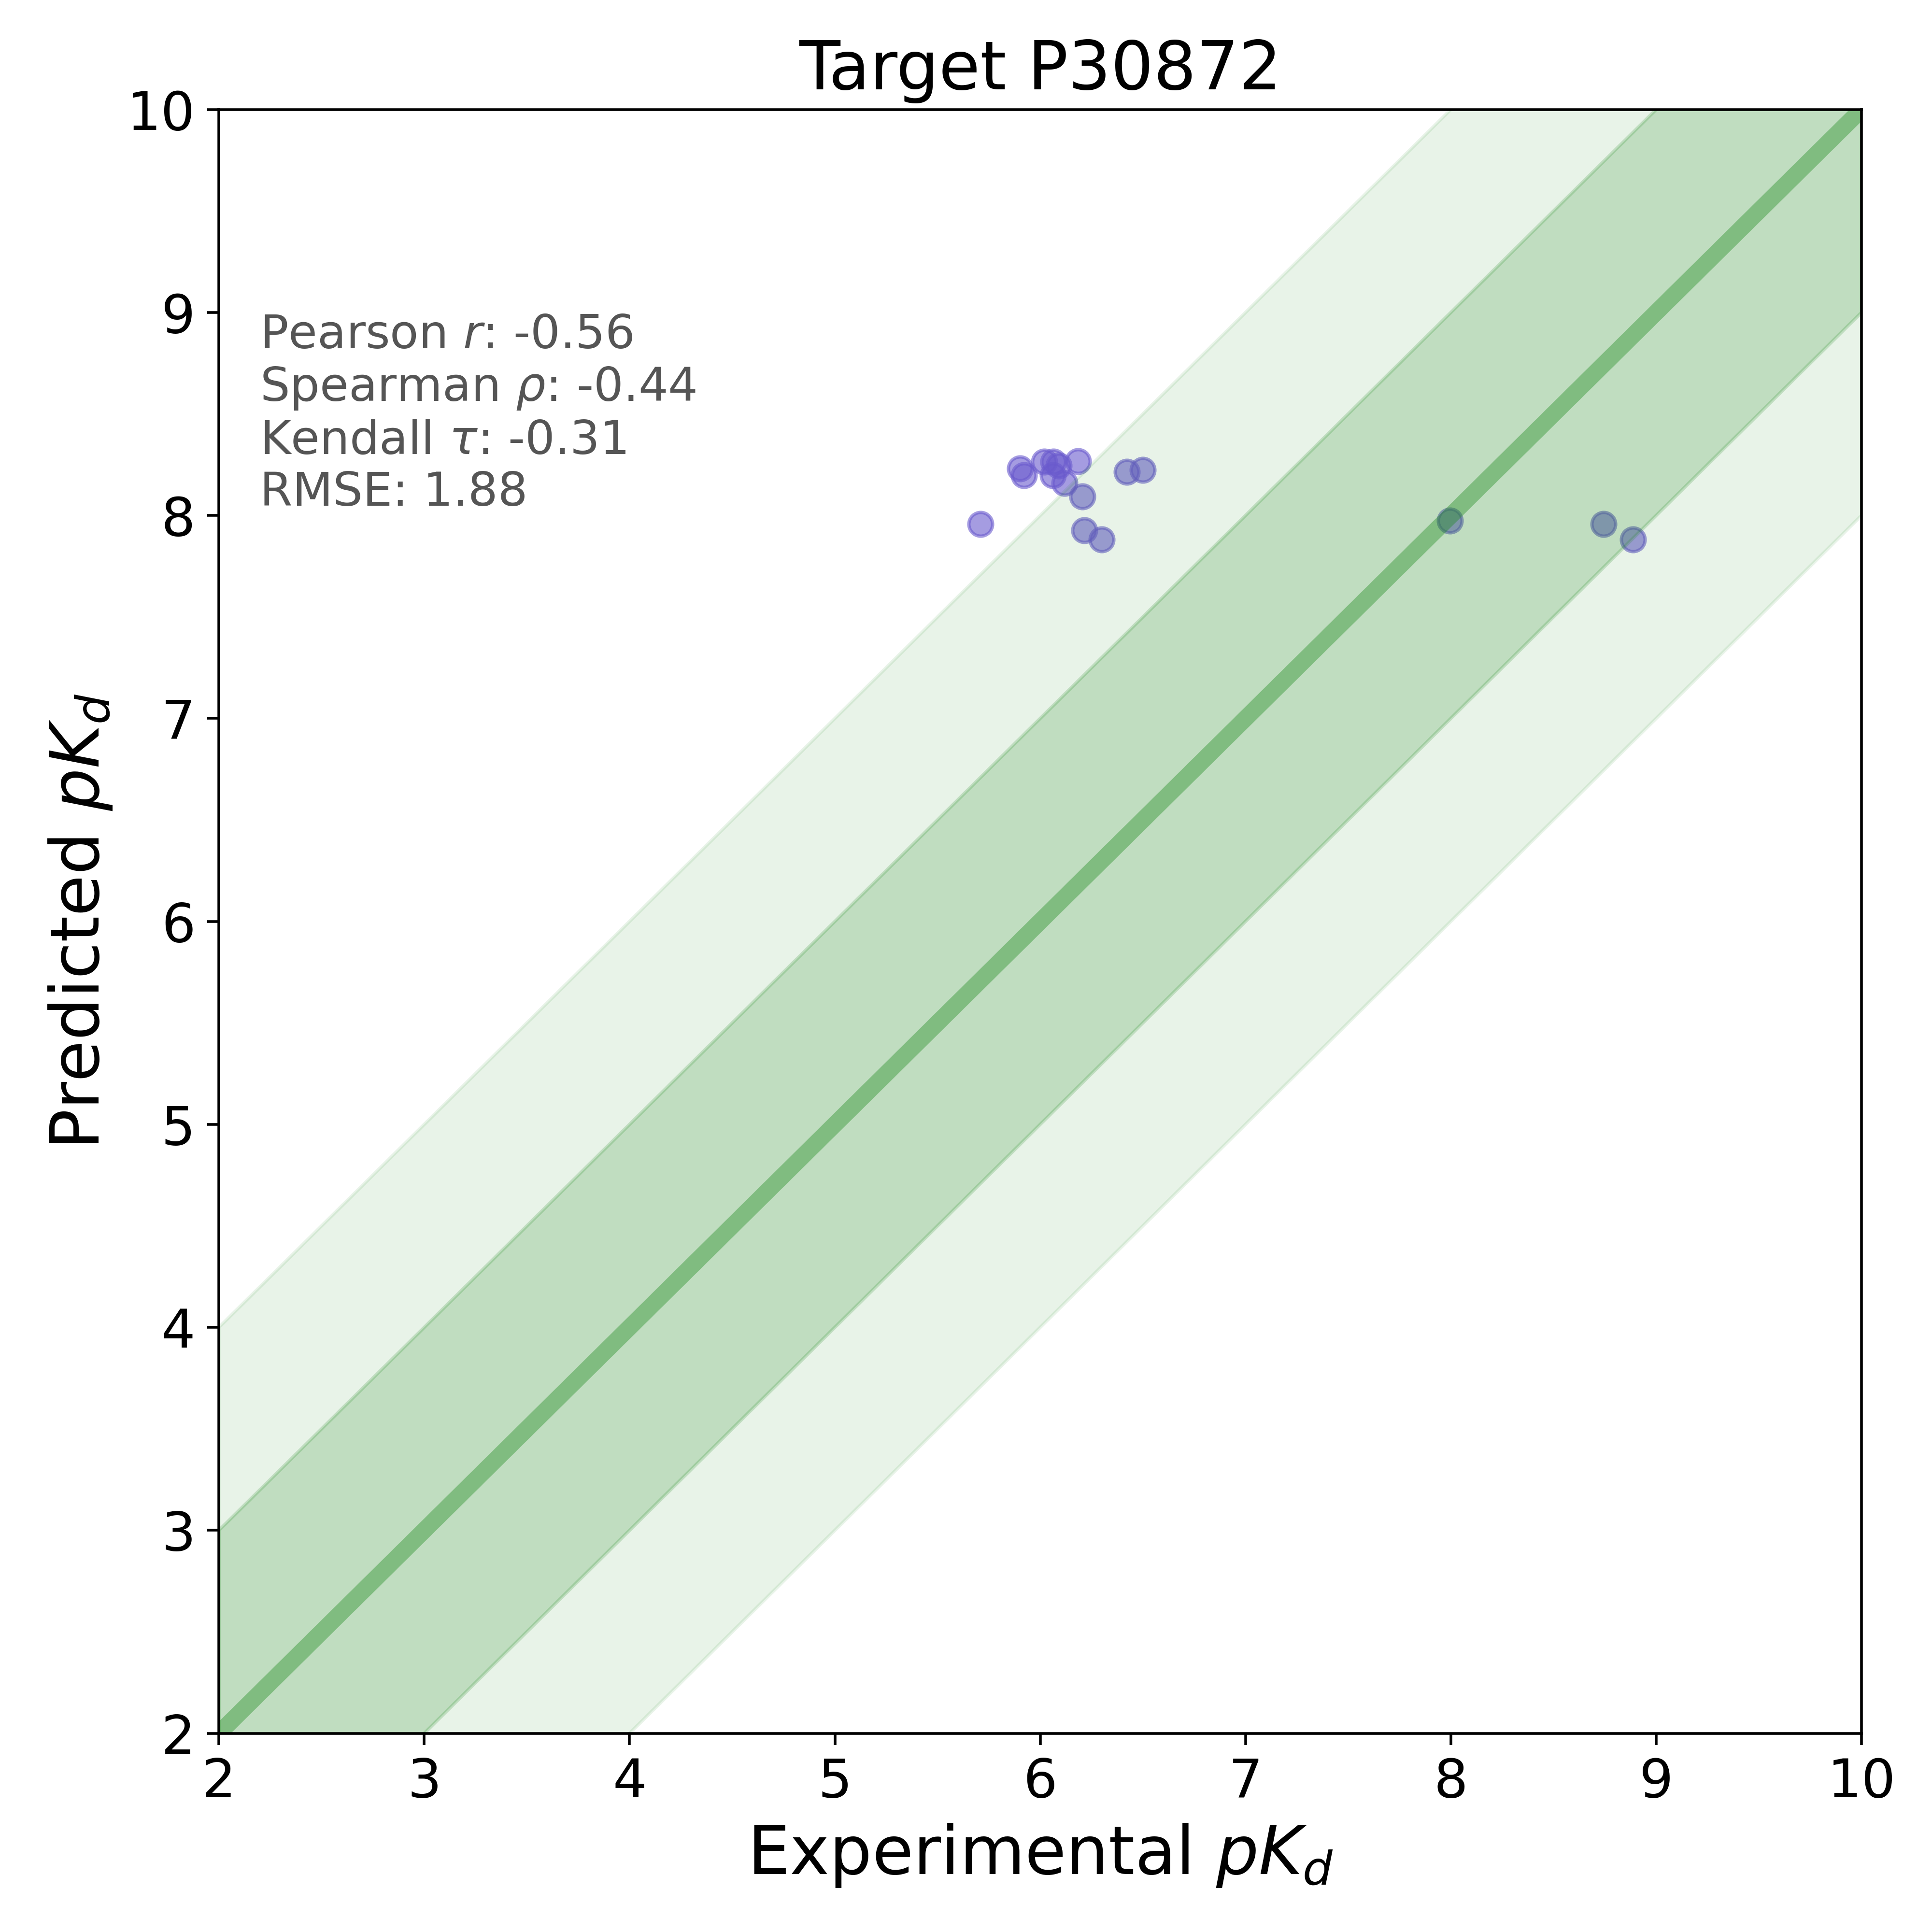 Target P30872
10
9
8
7
6
5
4
3
2
Predicted pK_d
Pearson r: -0.56
Spearman ρ: -0.44
Kendall τ: -0.31
RMSE: 1.88
2 3 4 5 6 7 8 9 10
Experimental pK_d